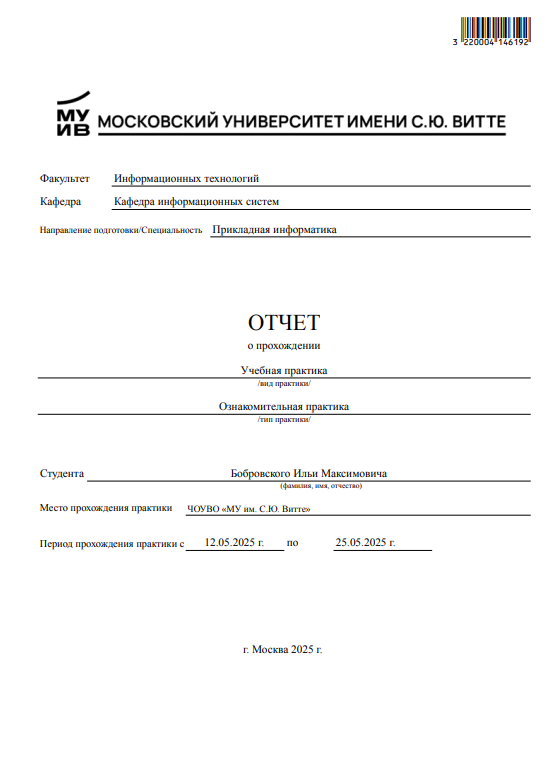 3 220004 146192
МУ
ИВ
МОСКОВСКИЙ УНИВЕРСИТЕТ ИМЕНИ С.Ю. ВИТТЕ
Факультет Информационных технологий
Кафедра Кафедра информационных систем
Направление подготовки/Специальность Прикладная информатика
ОТЧЕТ
о прохождении
Учебная практика
/вид практики/
Ознакомительная практика
/тип практики/
Студента Бобровского Ильи Максимовича
(фамилия, имя, отчество)
Место прохождения практики ЧОУВО «МУ им. С.Ю. Витте»
Период прохождения практики с 12.05.2025 г. по 25.05.2025 г.
г. Москва 2025 г.